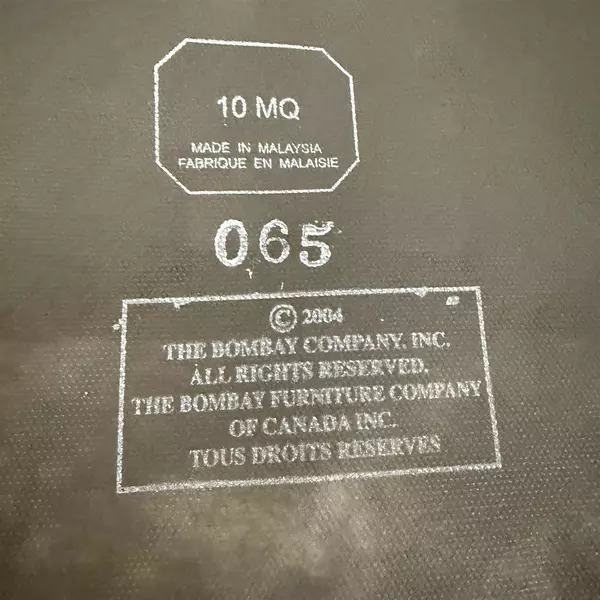 10 MQ
MADE IN MALAYSIA
FABRIQUE EN MALAISIE
065
© 2004
THE BOMBAY COMPANY, INC.
ALL RIGHTS RESERVED.
THE BOMBAY FURNITURE COMPANY
OF CANADA INC.
TOUS DROITS RESERVES